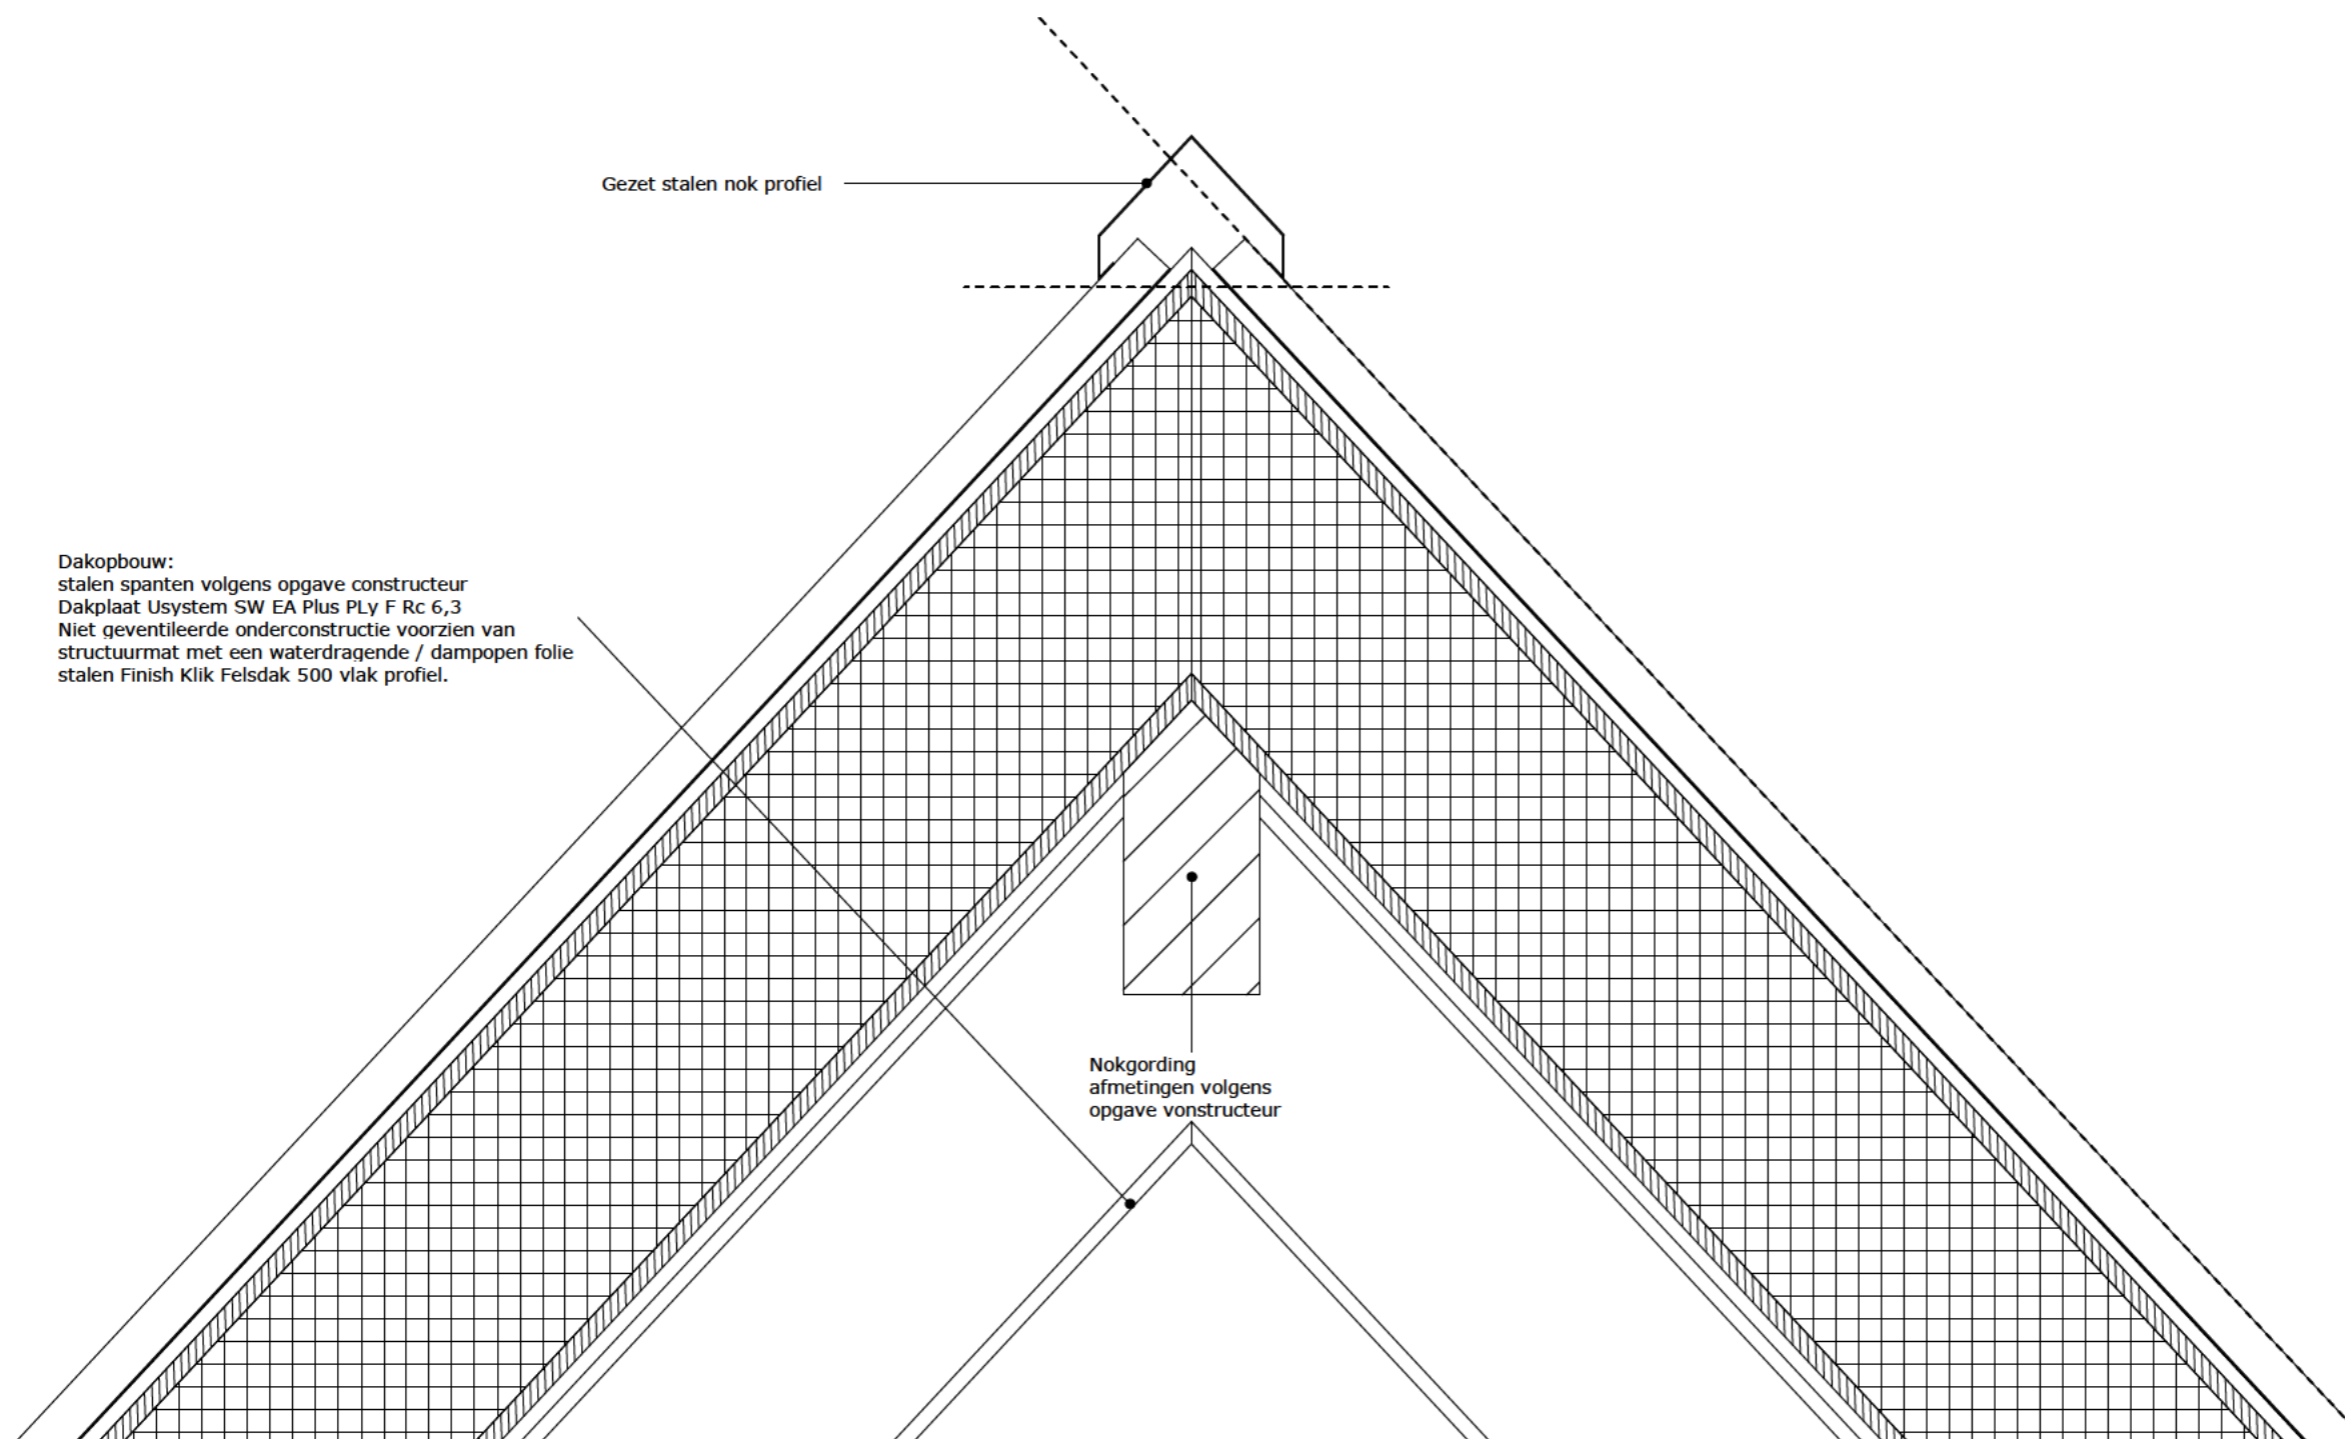 Gezet stalen nok profiel
Dakopbouw:
stalen spanten volgens opgave constructeur
Dakplaat Usystem SW EA Plus PLy F Rc 6,3
Niet geventileerde onderconstructie voorzien van
structuurmat met een waterdragende / dampopen folie
stalen Finish Klik Felsdak 500 vlak profiel.
Nokgording
afmetingen volgens
opgave vonstructeur